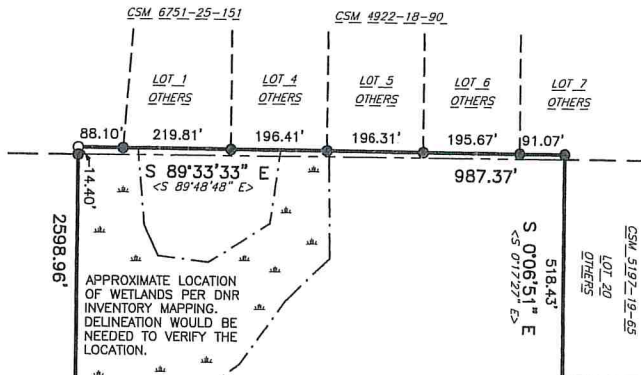 CSM 6751-25-151
CSM 4922-18-90
LOT 1
OTHERS
LOT 4
OTHERS
LOT 5
OTHERS
LOT 6
OTHERS
LOT 7
OTHERS
88.10'
219.81'
196.41'
196.31'
195.67'
91.07'
14.40'
S 89°33'33" E
<S 89°48'48" E>
987.37'
2598.96'
S 0°06'51" E
<S 0°17'27" E>
518.43'
CSM 5197-19-65
LOT 20
OTHERS
APPROXIMATE LOCATION
OF WETLANDS PER DNR
INVENTORY MAPPING.
DELINEATION WOULD BE
NEEDED TO VERIFY THE
LOCATION.